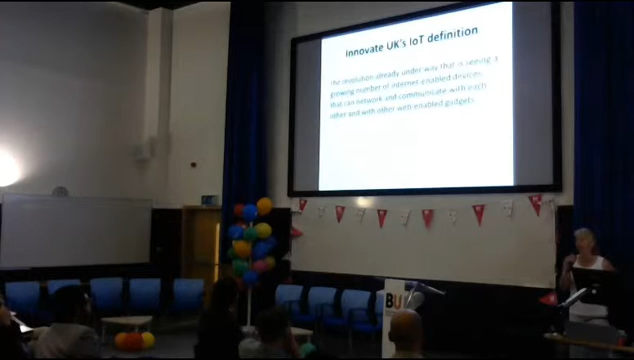 Innovate UK's IoT definition
The revolution already under way that is seeing a
growing number of internet-enabled devices
that can network and communicate with each
other and with other web-enabled gadgets
BU